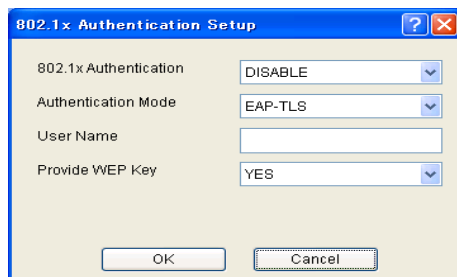 802.1x Authentication Setup
802.1x Authentication DISABLE
Authentication Mode EAP-TLS
User Name
Provide WEP Key YES
OK Cancel